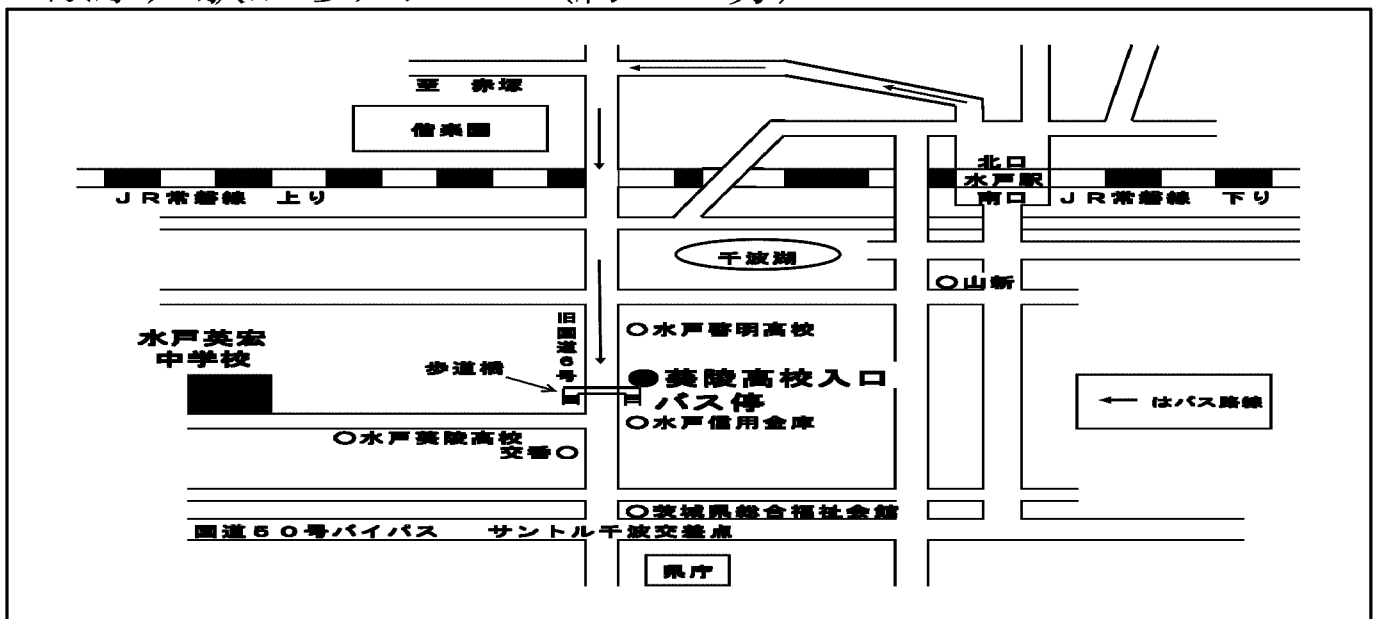 至 赤塚
偕楽園
北口
水戸駅
南口
JR常磐線 上り
JR常磐線 下り
千波湖
○山新
旧国道6号
○水戸啓明高校
水戸英宏
中学校
歩道橋
●葵陵高校入口
バス停
← はバス路線
○水戸信用金庫
○水戸葵陵高校
交番○
○茨城県総合福祉会館
国道50号バイパス サントル千波交差点
県庁